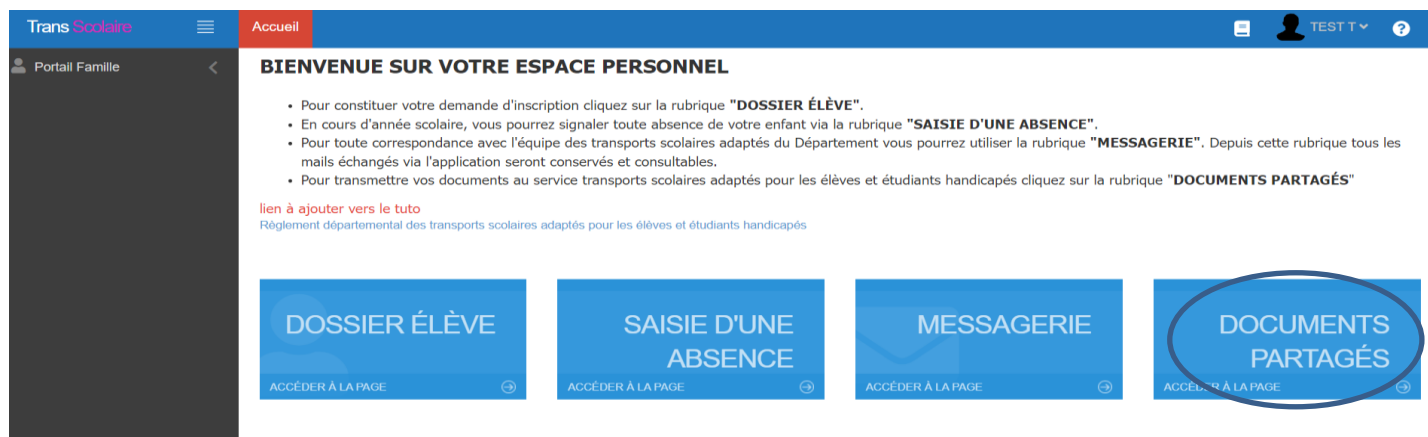 Trans Scolaire
Accueil
TEST T
?
Portail Famille
BIENVENUE SUR VOTRE ESPACE PERSONNEL
• Pour constituer votre demande d'inscription cliquez sur la rubrique "DOSSIER ÉLÈVE".
• En cours d'année scolaire, vous pourrez signaler toute absence de votre enfant via la rubrique "SAISIE D'UNE ABSENCE".
• Pour toute correspondance avec l'équipe des transports scolaires adaptés du Département vous pourrez utiliser la rubrique "MESSAGERIE". Depuis cette rubrique tous les
mails échangés via l'application seront conservés et consultables.
• Pour transmettre vos documents au service transports scolaires adaptés pour les élèves et étudiants handicapés cliquez sur la rubrique "DOCUMENTS PARTAGÉS"
lien à ajouter vers le tuto
Règlement départemental des transports scolaires adaptés pour les élèves et étudiants handicapés
DOSSIER ÉLÈVE
ACCÉDER À LA PAGE
SAISIE D'UNE
ABSENCE
ACCÉDER À LA PAGE
MESSAGERIE
ACCÉDER À LA PAGE
DOCUMENTS
PARTAGÉS
ACCÉDER À LA PAGE